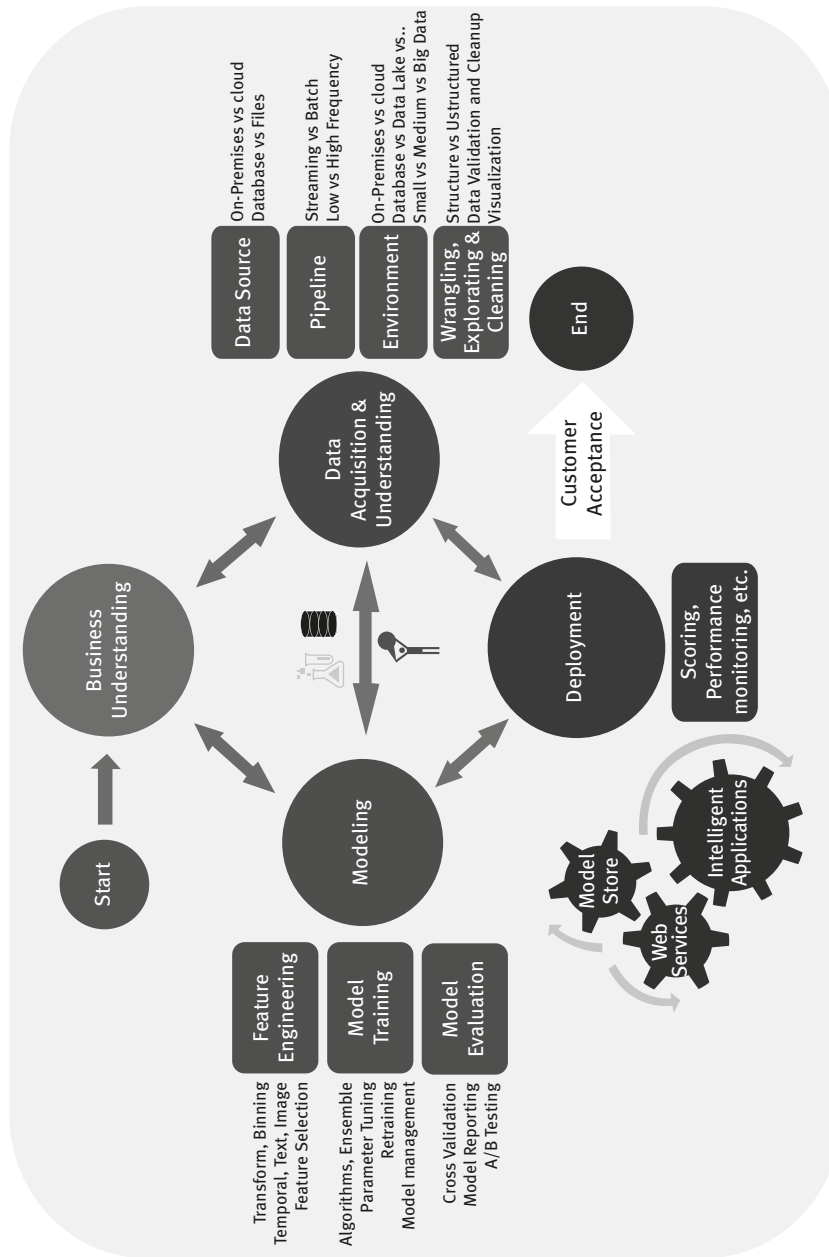 Start
Business
Understanding
On-Premises vs cloud
Database vs Files
Data Source
Streaming vs Batch
Low vs High Frequency
Pipeline
On-Premises vs cloud
Database vs Data Lake vs..
Small vs Medium vs Big Data
Environment
Structure vs Ustructured
Data Validation and Cleanup
Visualization
Wrangling,
Explorating &
Cleaning
Data
Acquisition &
Understanding
Modeling
Feature
Engineering
Transform, Binning
Temporal, Text, Image
Feature Selection
Model
Training
Algorithms, Ensemble
Parameter Tuning
Retraining
Model management
Model
Evaluation
Cross Validation
Model Reporting
A/B Testing
Deployment
Customer
Acceptance
End
Scoring,
Performance
monitoring, etc.
Model
Store
Web
Services
Intelligent
Applications